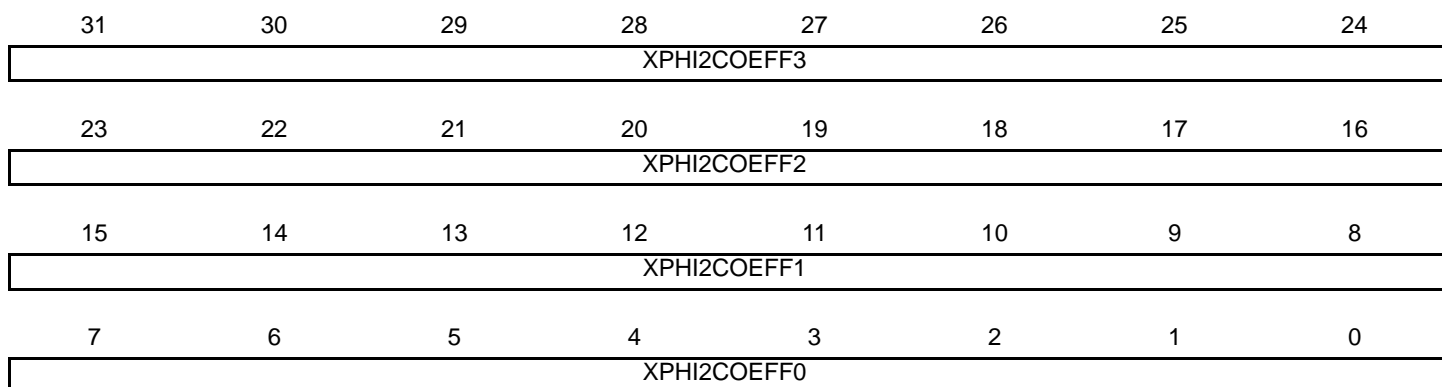 31 30 29 28 27 26 25 24
XPHI2COEFF3
23 22 21 20 19 18 17 16
XPHI2COEFF2
15 14 13 12 11 10 9 8
XPHI2COEFF1
7 6 5 4 3 2 1 0
XPHI2COEFF0